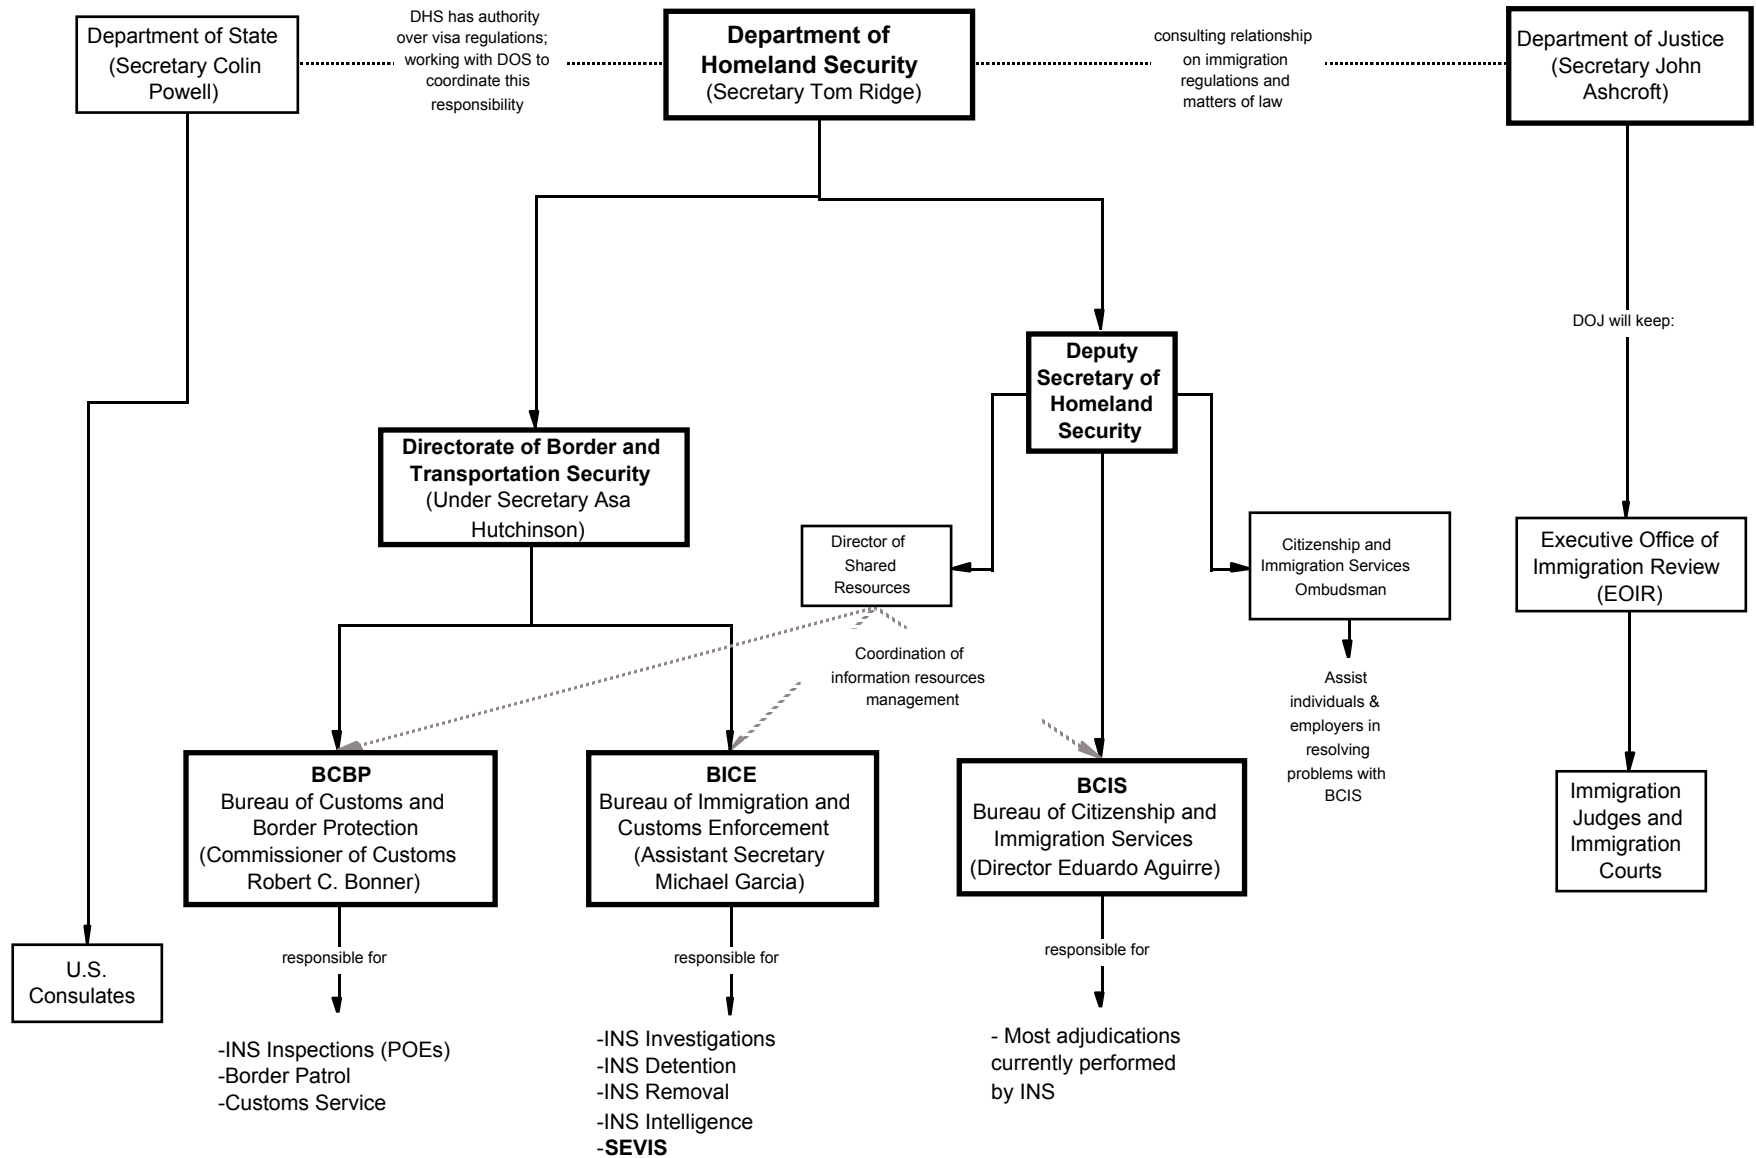 Department of State
(Secretary Colin
Powell)
DHS has authority
over visa regulations;
working with DOS to
coordinate this
responsibility
Department of
Homeland Security
(Secretary Tom Ridge)
consulting relationship
on immigration
regulations and
matters of law
Department of Justice
(Secretary John
Ashcroft)
DOJ will keep:
Deputy
Secretary of
Homeland
Security
Directorate of Border and
Transportation Security
(Under Secretary Asa
Hutchinson)
Director of
Shared
Resources
Citizenship and
Immigration Services
Ombudsman
Executive Office of
Immigration Review
(EOIR)
Coordination of
information resources
management
Assist
individuals &
employers in
resolving
problems with
BCIS
BCBP
Bureau of Customs and
Border Protection
(Commissioner of Customs
Robert C. Bonner)
BICE
Bureau of Immigration and
Customs Enforcement
(Assistant Secretary
Michael Garcia)
BCIS
Bureau of Citizenship and
Immigration Services
(Director Eduardo Aguirre)
Immigration
Judges and
Immigration
Courts
U.S.
Consulates
responsible for
responsible for
responsible for
-INS Inspections (POEs)
-Border Patrol
-Customs Service
-INS Investigations
-INS Detention
-INS Removal
-INS Intelligence
-SEVIS
- Most adjudications
currently performed
by INS